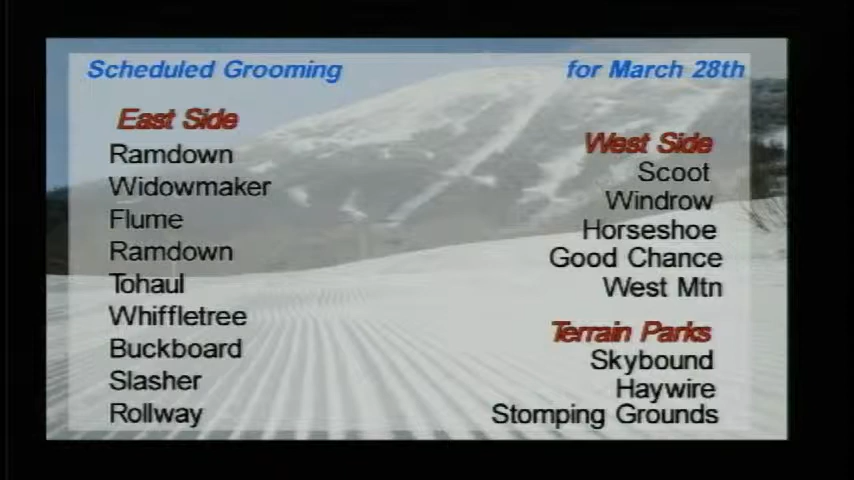 Scheduled Grooming for March 28th
East Side
Ramdown
Widowmaker
Flume
Ramdown
Tohaul
Whiffletree
Buckboard
Slasher
Rollway
West Side
Scoot
Windrow
Horseshoe
Good Chance
West Mtn
Terrain Parks
Skybound
Haywire
Stomping Grounds